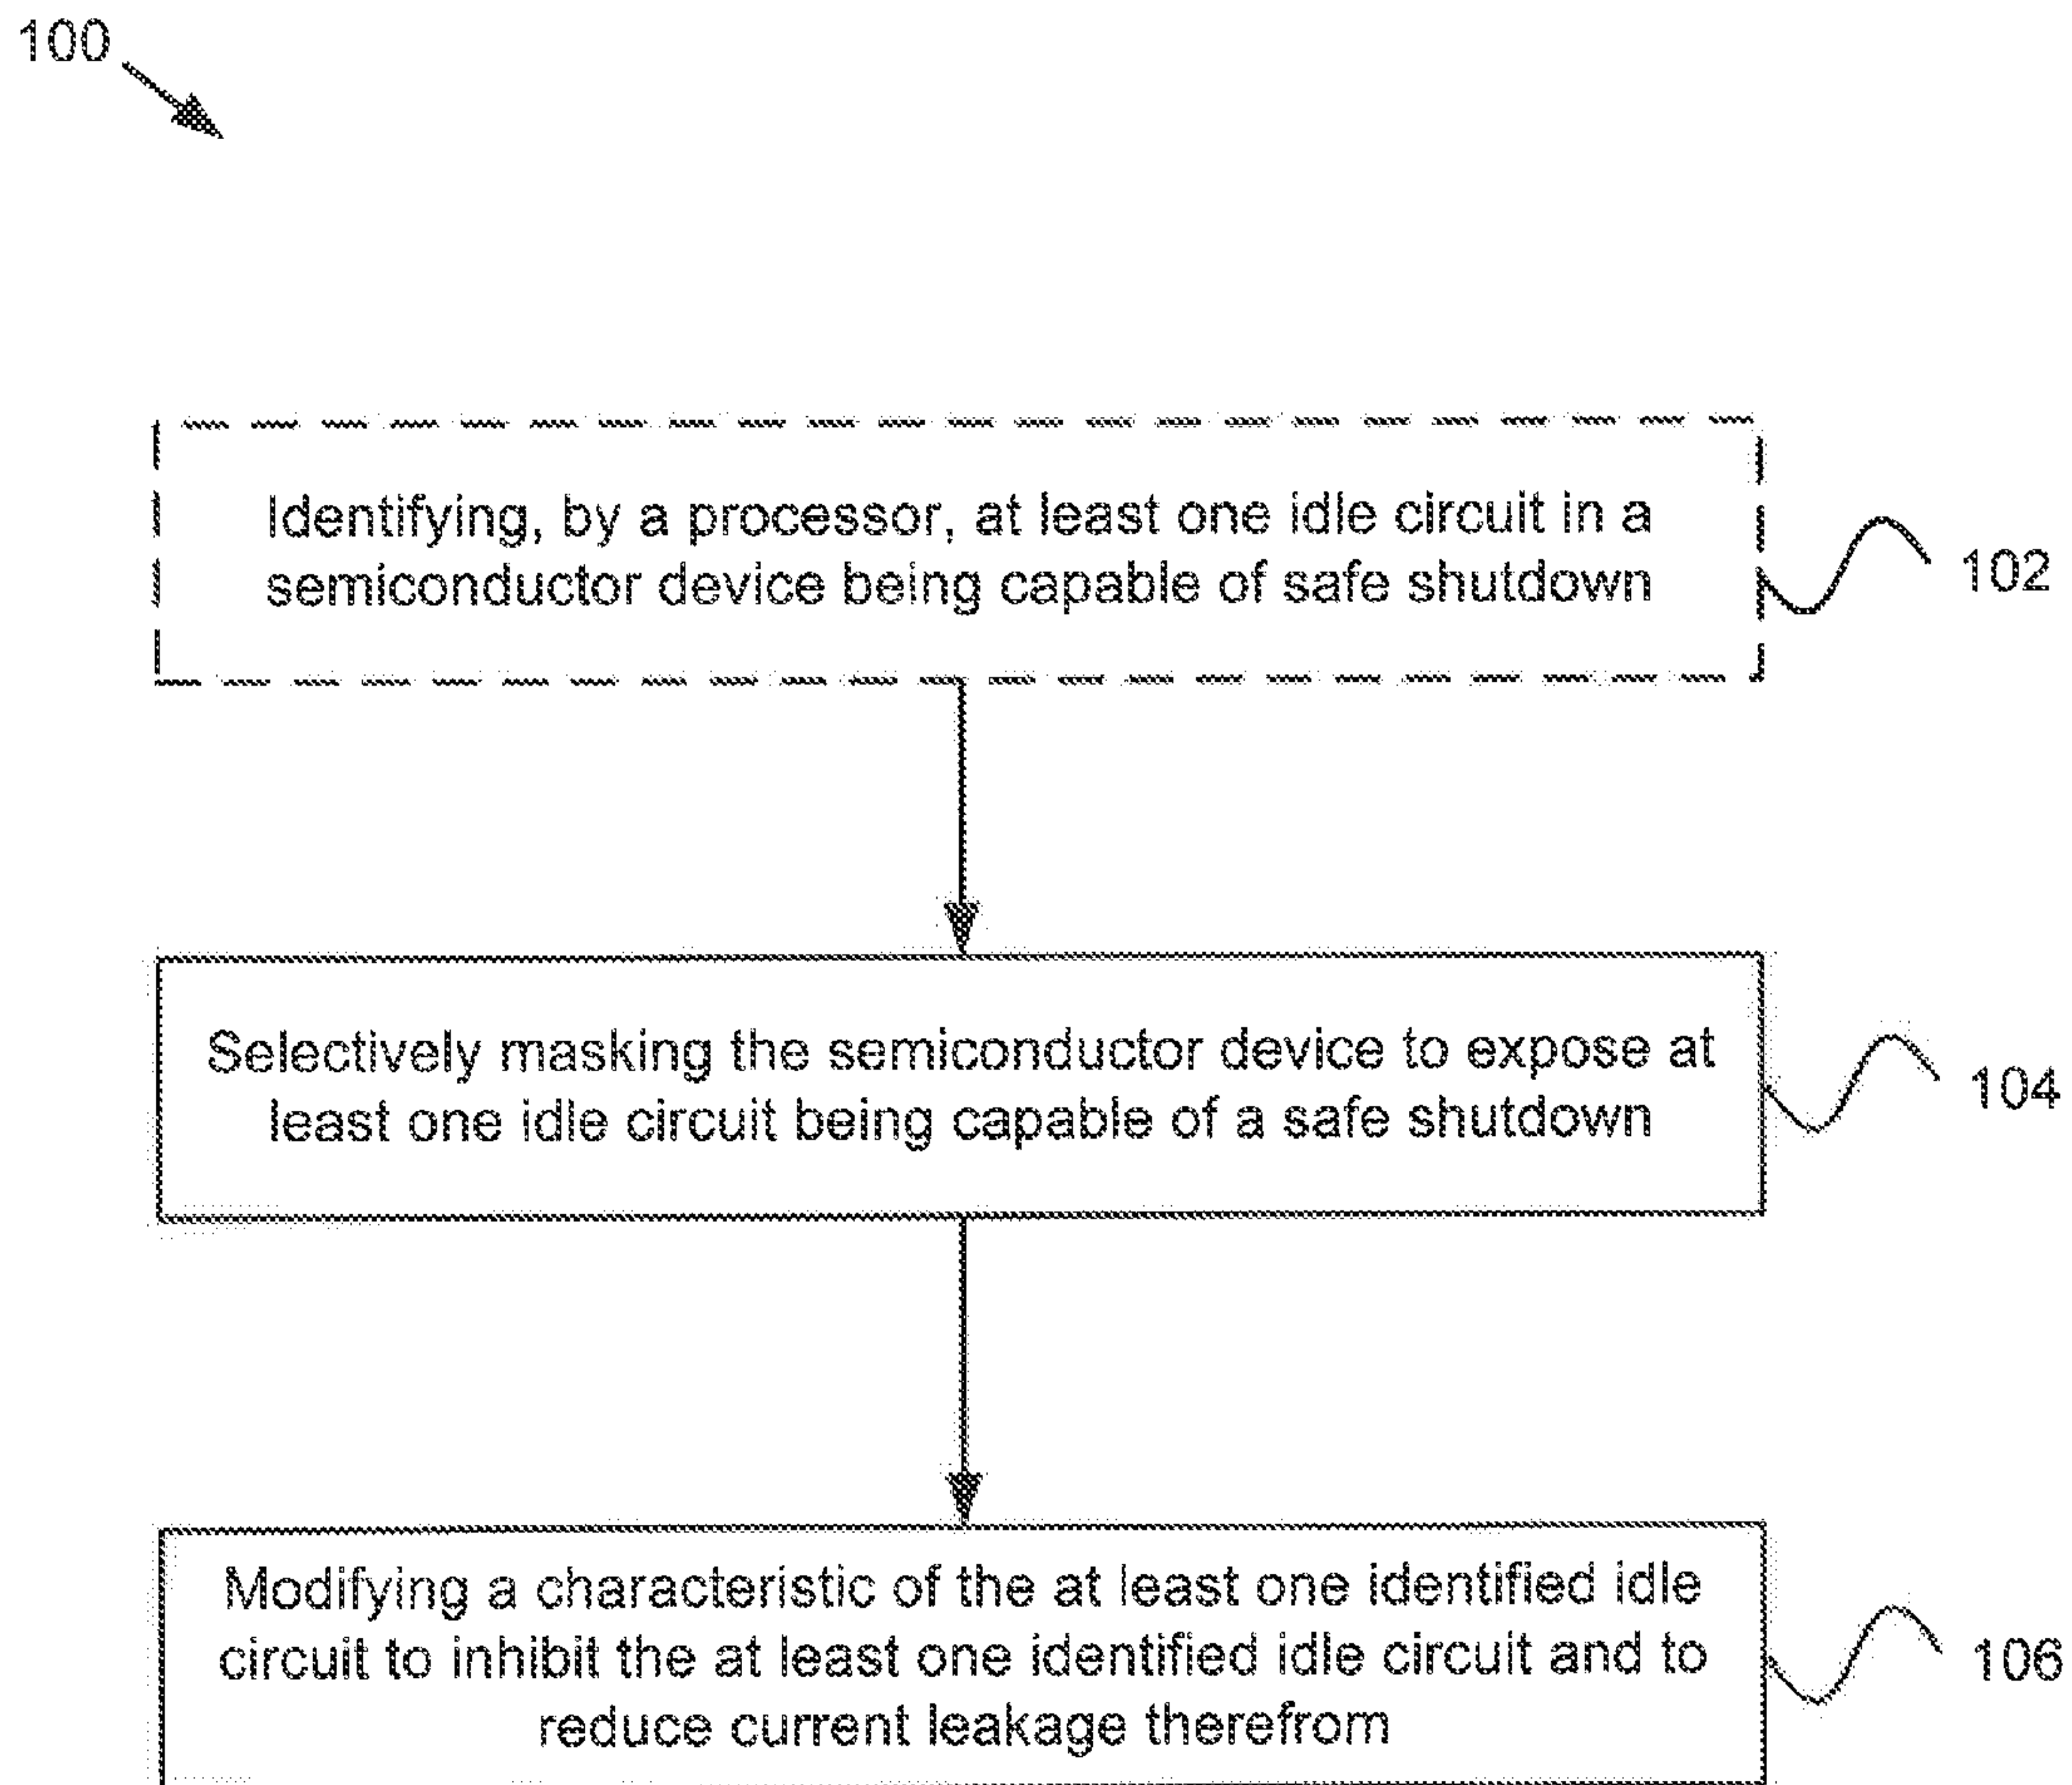 100
Identifying, by a processor, at least one idle circuit in a
semiconductor device being capable of safe shutdown
102
Selectively masking the semiconductor device to expose at
least one idle circuit being capable of a safe shutdown
104
Modifying a characteristic of the at least one identified idle
circuit to inhibit the at least one identified idle circuit and to
reduce current leakage therefrom
106